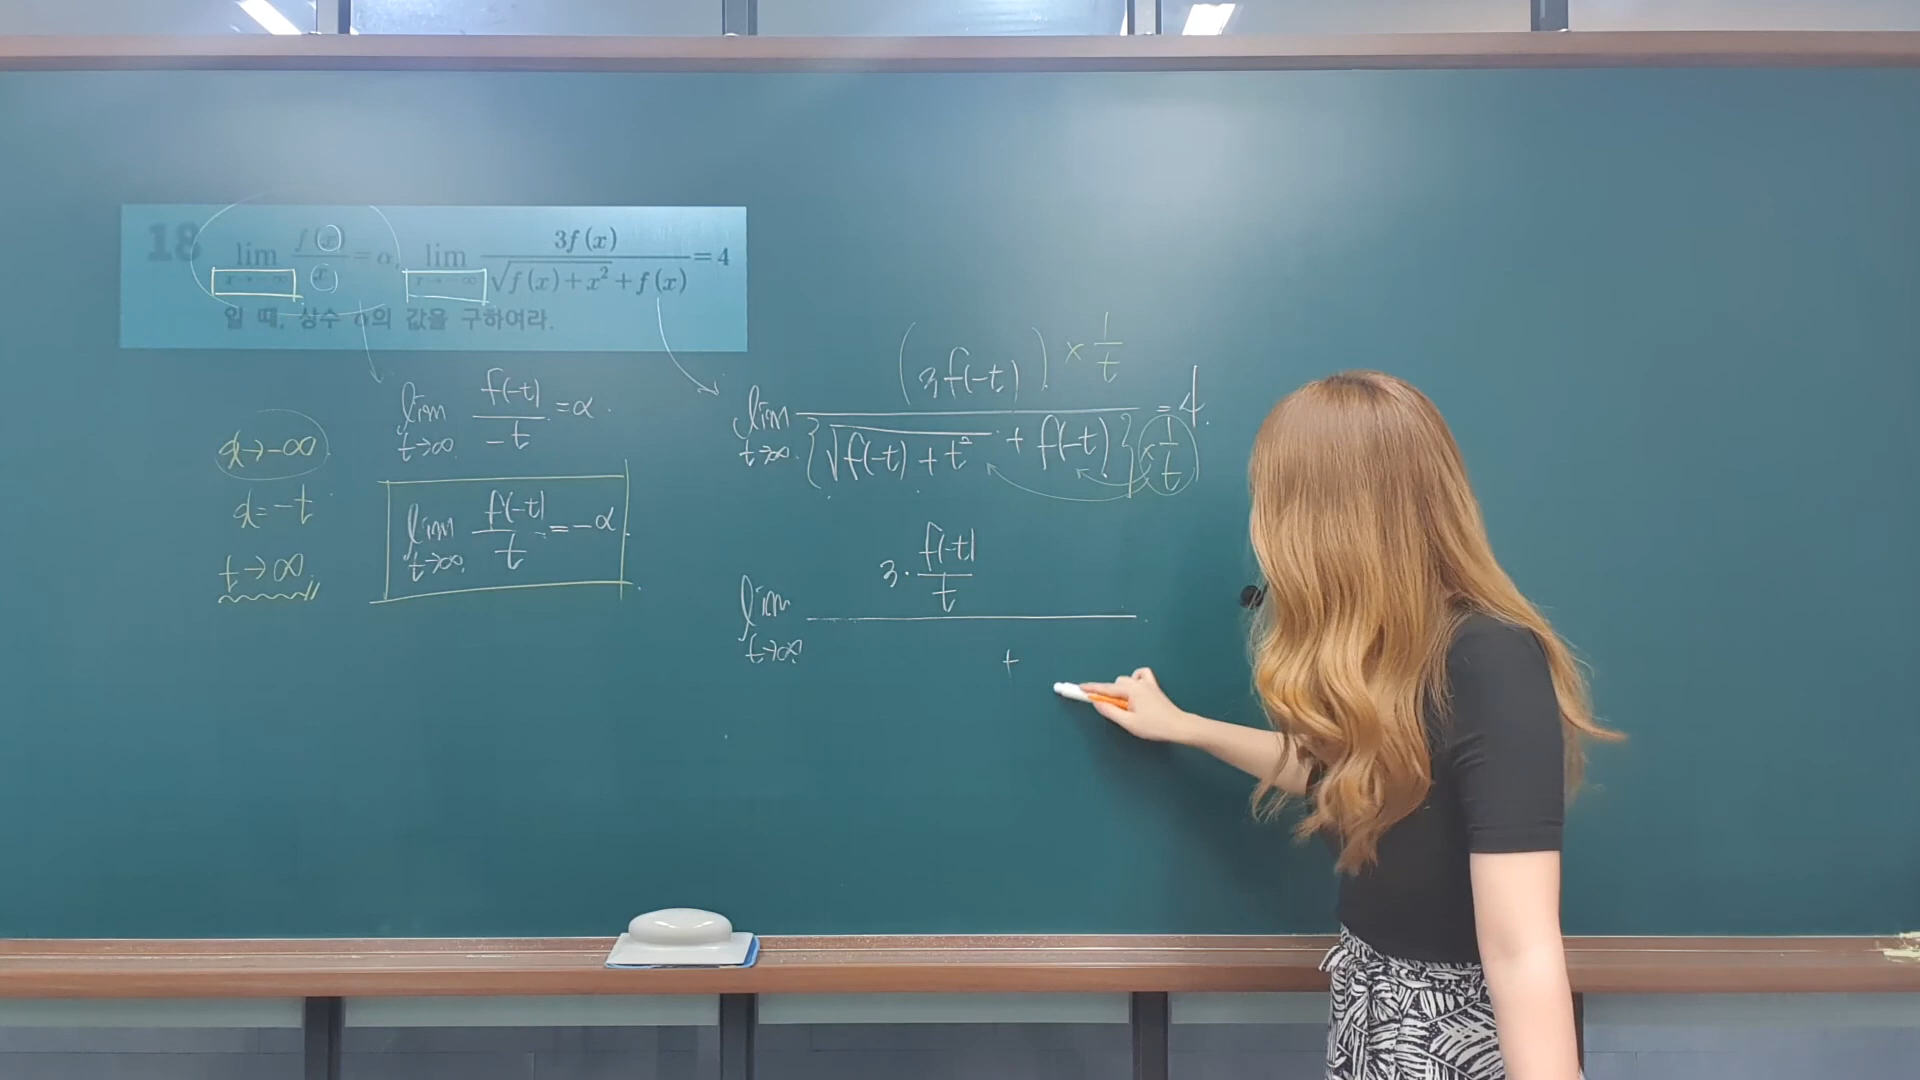 18 lim x→-∞ f(x)/x = α, lim x→-∞ 3f(x)/(√(f(x)+x²)+f(x)) = 4
일 때, 상수 α의 값을 구하여라.
x→-∞
x=-t
t→∞
lim t→∞ f(-t)/-t = α
lim t→∞ f(-t)/t = -α
lim t→∞ (3f(-t))×1/t / {√(f(-t)+t²)+f(-t)}×1/t = 4
lim t→∞ 3·f(-t)/t
+